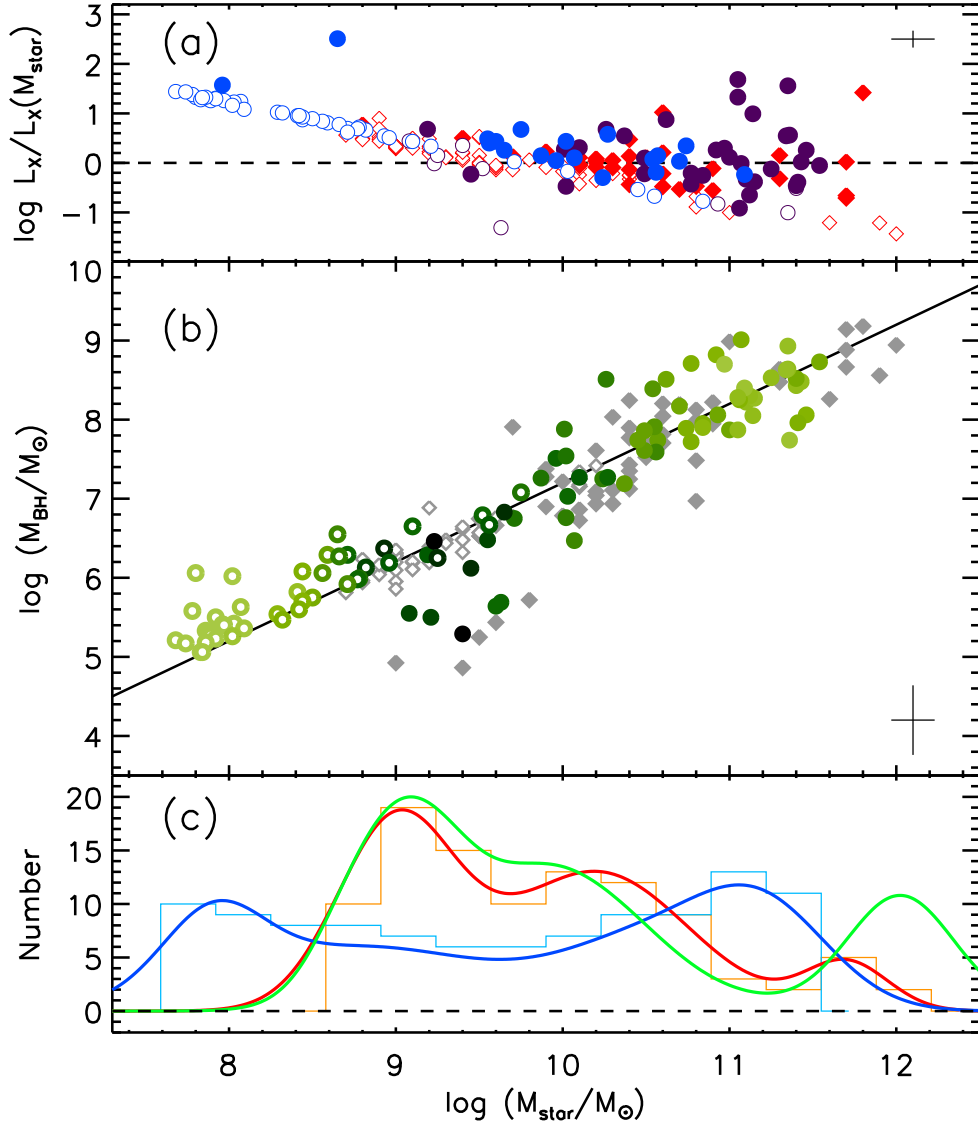 (a)
log L_X/L_X(M_star)
3
2
1
0
−1
(b)
log (M_BH/M_⊙)
10
9
8
7
6
5
4
(c)
Number
20
15
10
5
0
8 9 10 11 12
log (M_star/M_⊙)